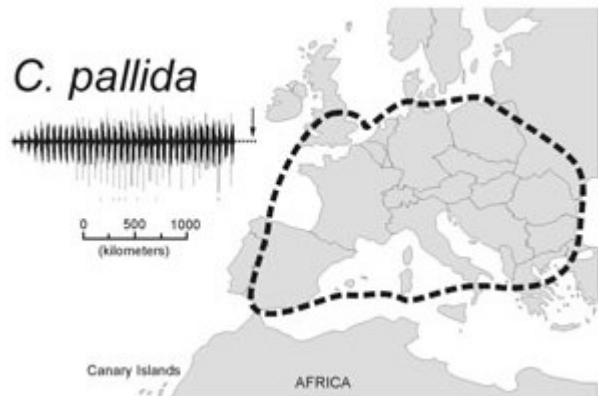 C. pallida
0 500 1000
(kilometers)
Canary Islands
AFRICA